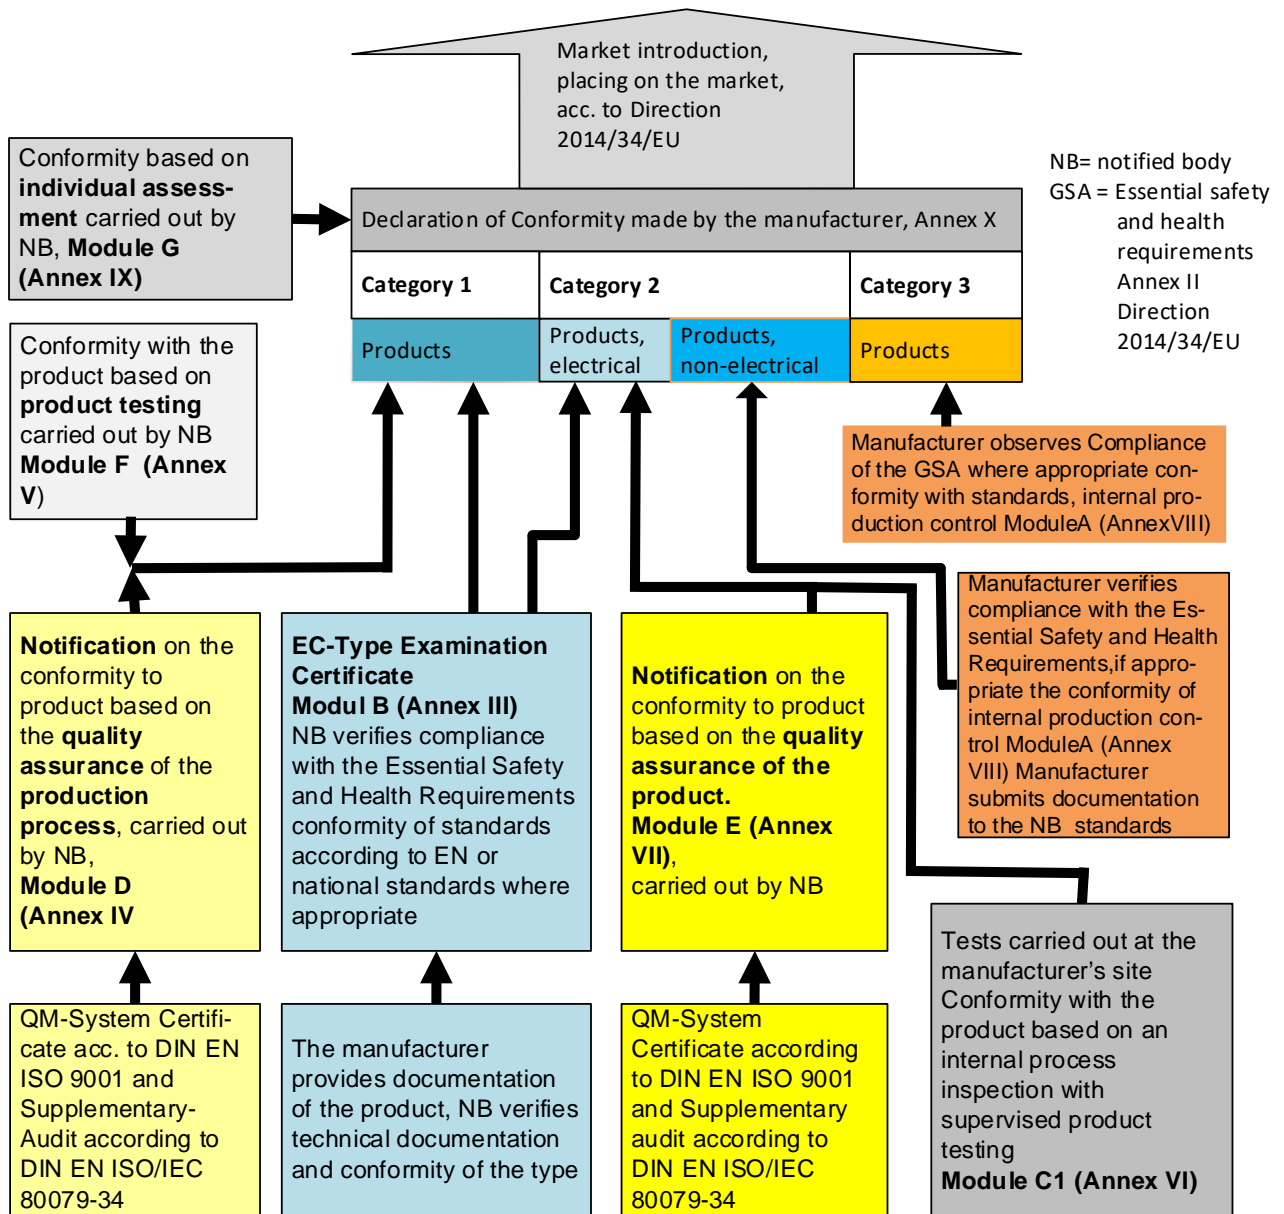 Market introduction,
placing on the market,
acc. to Direction
2014/34/EU
Conformity based on
individual assess-
ment carried out by
NB, Module G
(Annex IX)
NB= notified body
GSA = Essential safety
and health
requirements
Annex II
Direction
2014/34/EU
Declaration of Conformity made by the manufacturer, Annex X
Category 1
Category 2
Category 3
Products
Products,
electrical
Products,
non-electrical
Products
Conformity with the
product based on
product testing
carried out by NB
Module F (Annex
V)
Manufacturer observes Compliance
of the GSA where appropriate con-
formity with standards, internal pro-
duction control ModuleA (AnnexVIII)
Manufacturer verifies
compliance with the Es-
sential Safety and Health
Requirements,if appro-
priate the conformity of
internal production con-
trol ModuleA (Annex
VIII) Manufacturer
submits documentation
to the NB standards
Notification on the
conformity to
product based on
the quality
assurance of the
production
process, carried out
by NB,
Module D
(Annex IV
EC-Type Examination
Certificate
Modul B (Annex III)
NB verifies compliance
with the Essential Safety
and Health Requirements
conformity of standards
according to EN or
national standards where
appropriate
Notification on the
conformity to product
based on the quality
assurance of the
product.
Module E (Annex
VII),
carried out by NB
Tests carried out at the
manufacturer's site
Conformity with the
product based on an
internal process
inspection with
supervised product
testing
Module C1 (Annex VI)
QM-System Certifi-
cate acc. to DIN EN
ISO 9001 and
Supplementary-
Audit according to
DIN EN ISO/IEC
80079-34
The manufacturer
provides documentation
of the product, NB verifies
technical documentation
and conformity of the type
QM-System
Certificate according
to DIN EN ISO 9001
and Supplementary
audit according to
DIN EN ISO/IEC
80079-34